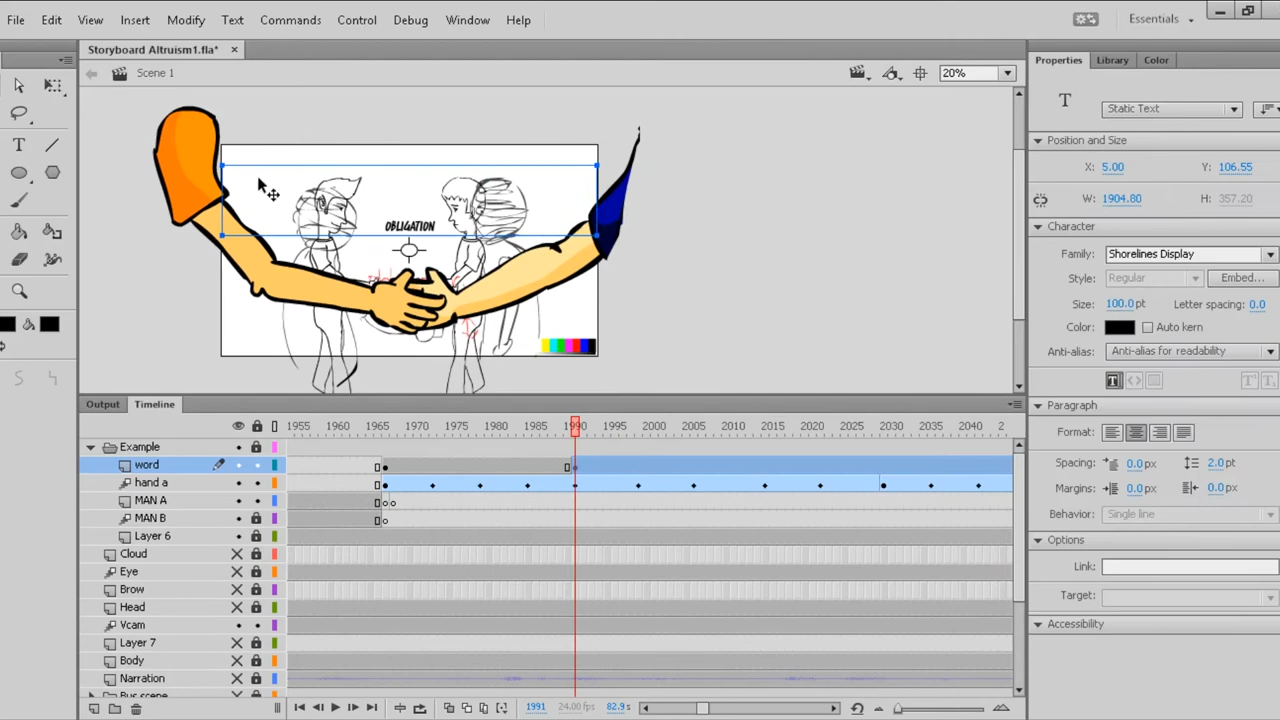 File Edit View Insert Modify Text Commands Control Debug Window Help Essentials
Storyboard Altruism1.fla*
Scene 1 20%
OBLIGATION
Output Timeline
1955 1960 1965 1970 1975 1980 1985 1990 1995 2000 2005 2010 2015 2020 2025 2030 2035 2040 2
Example
word
hand a
MAN A
MAN B
Layer 6
Cloud
Eye
Brow
Head
Vcam
Layer 7
Body
Narration
Bus scene
1991 24.00 fps 82.9 s
Properties Library Color
T Static Text
Position and Size
X: 5.00 Y: 106.55
W: 1904.80 H: 357.20
Character
Family: Shorelines Display
Style: Regular Embed...
Size: 100.0 pt Letter spacing: 0.0
Color: Auto kern
Anti-alias: Anti-alias for readability
Paragraph
Format:
Spacing: 0.0 px 2.0 pt
Margins: 0.0 px 0.0 px
Behavior: Single line
Options
Link:
Target:
Accessibility